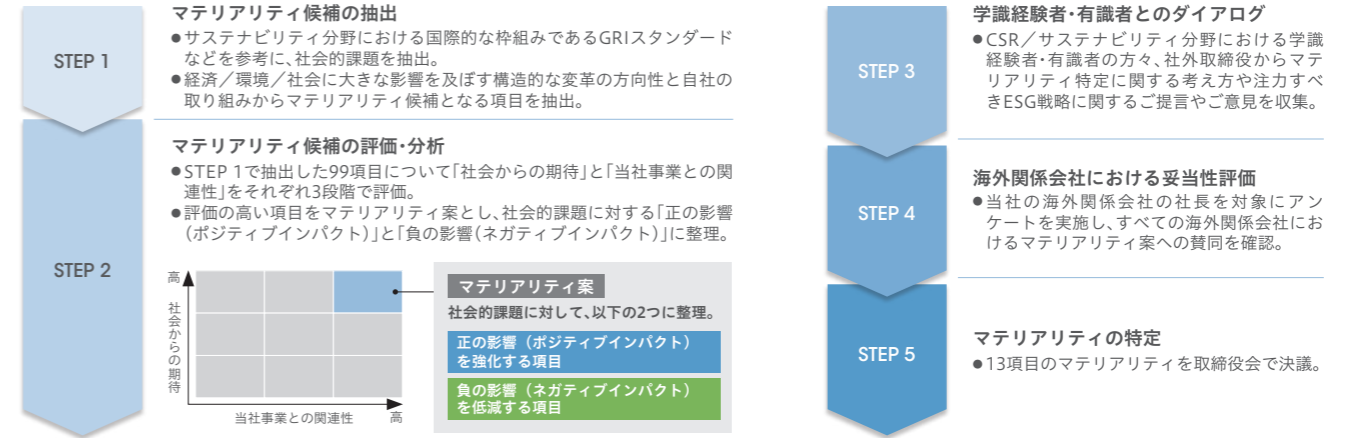 STEP 1
マテリアリティ候補の抽出
●サステナビリティ分野における国際的な枠組みであるGRIスタンダード
などを参考に、社会的課題を抽出。
●経済／環境／社会に大きな影響を及ぼす構造的な変革の方向性と自社の
取り組みからマテリアリティ候補となる項目を抽出。
STEP 2
マテリアリティ候補の評価・分析
●STEP 1で抽出した99項目について「社会からの期待」と「当社事業との関
連性」をそれぞれ3段階で評価。
●評価の高い項目をマテリアリティ案とし、社会的課題に対する「正の影響
（ポジティブインパクト）」と「負の影響（ネガティブインパクト）」に整理。
高
社会からの期待
当社事業との関連性
高
マテリアリティ案
社会的課題に対して、以下の2つに整理。
正の影響（ポジティブインパクト）
を強化する項目
負の影響（ネガティブインパクト）
を低減する項目
STEP 3
学識経験者・有識者とのダイアログ
●CSR／サステナビリティ分野における学識
経験者・有識者の方々、社外取締役からマテ
リアリティ特定に関する考え方や注力すべ
きESG戦略に関するご提言やご意見を収集。
STEP 4
海外関係会社における妥当性評価
●当社の海外関係会社の社長を対象にアン
ケートを実施し、すべての海外関係会社にお
けるマテリアリティ案への賛同を確認。
STEP 5
マテリアリティの特定
●13項目のマテリアリティを取締役会で決議。